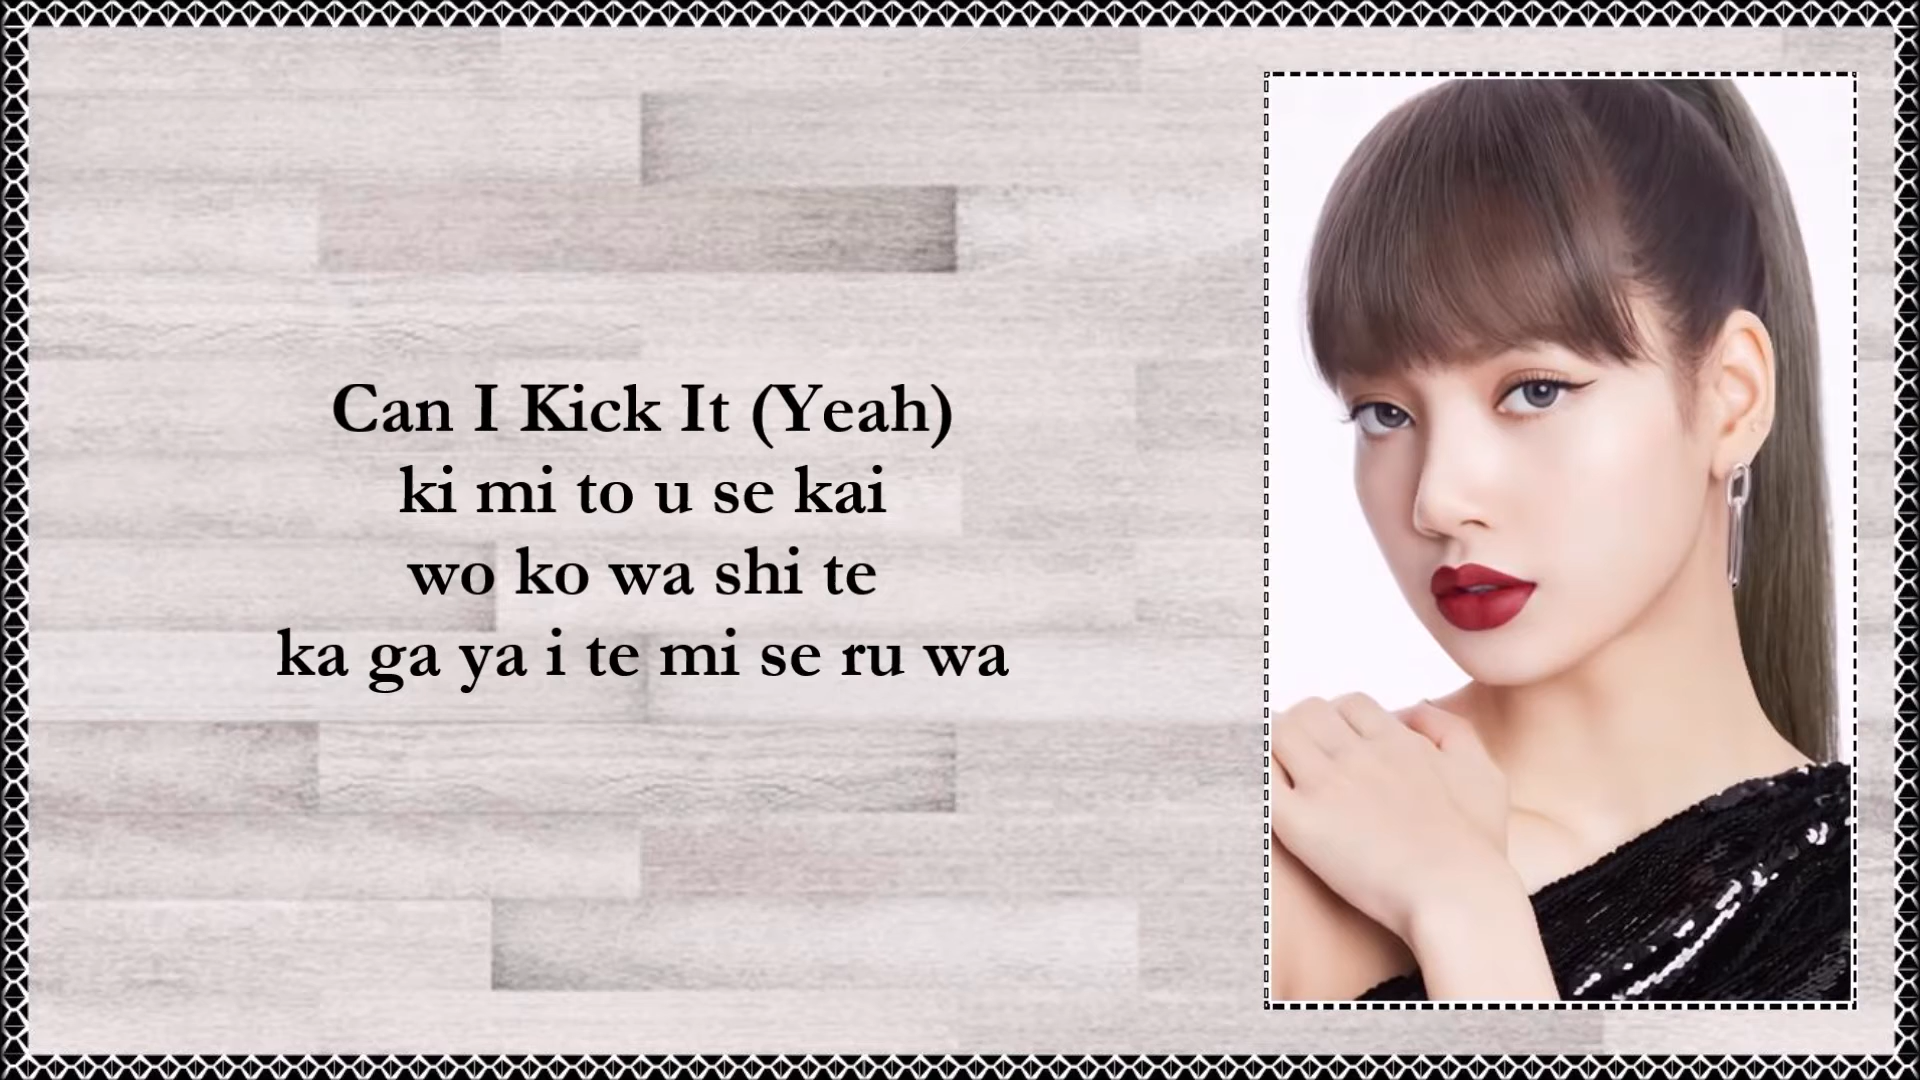 Can I Kick It (Yeah)
ki mi to u se kai
wo ko wa shi te
ka ga ya i te mi se ru wa